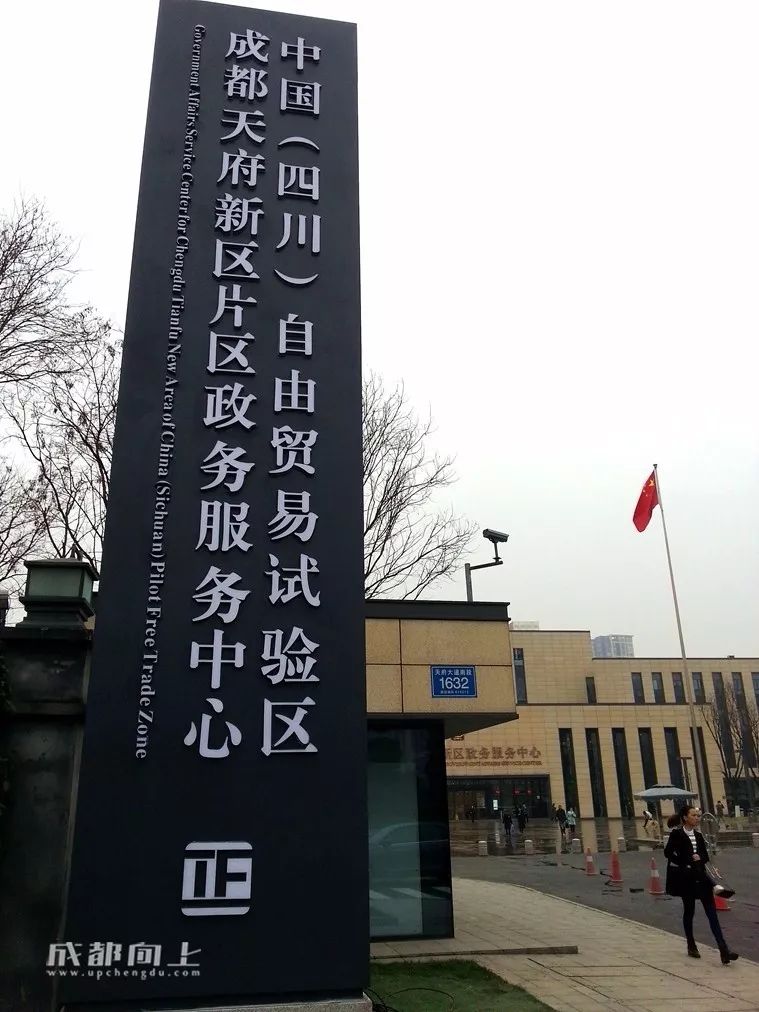 中国（四川）自由贸易试验区
成都天府新区片区政务服务中心
Government Affairs Service Center for Chengdu Tianfu New Area of China (Sichuan) Pilot Free Trade Zone
天府大道南段
1632
新区政务服务中心
成都向上
www.upchengdu.com